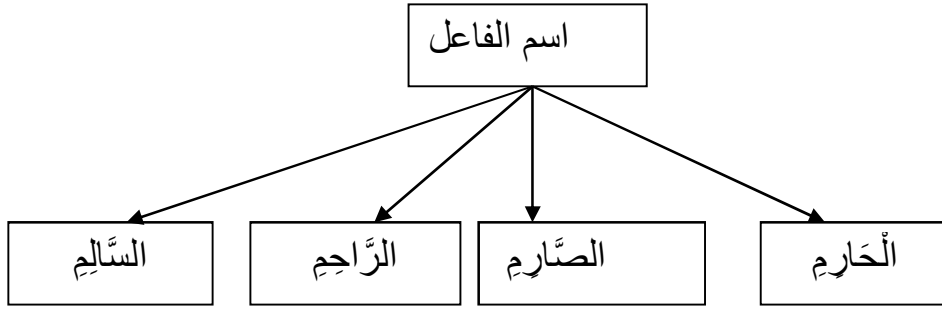 اسم الفاعل
الْحَارِمِ
الصَّارِمِ
الرَّاحِمِ
السَّالِمِ